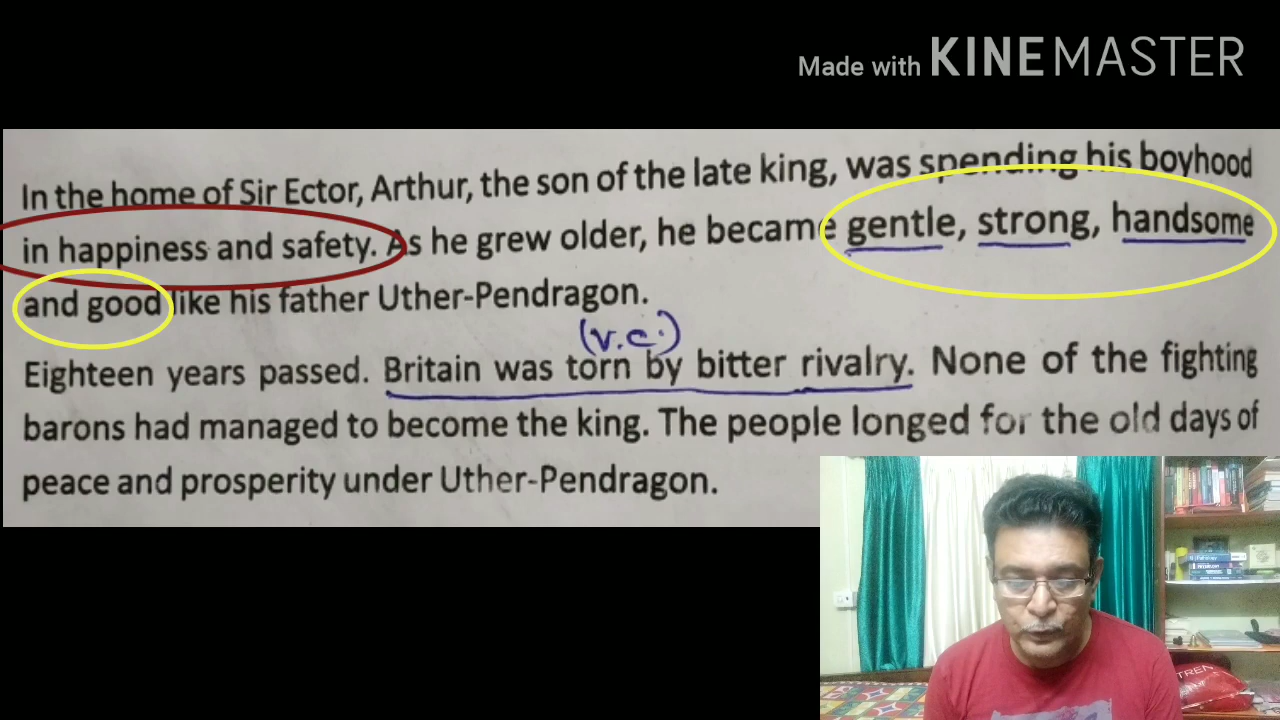 Made with KINEMASTER
In the home of Sir Ector, Arthur, the son of the late king, was spending his boyhood
in happiness and safety. As he grew older, he became gentle, strong, handsome
and good like his father Uther-Pendragon.
(v.c.)
Eighteen years passed. Britain was torn by bitter rivalry. None of the fighting
barons had managed to become the king. The people longed for the old days of
peace and prosperity under Uther-Pendragon.